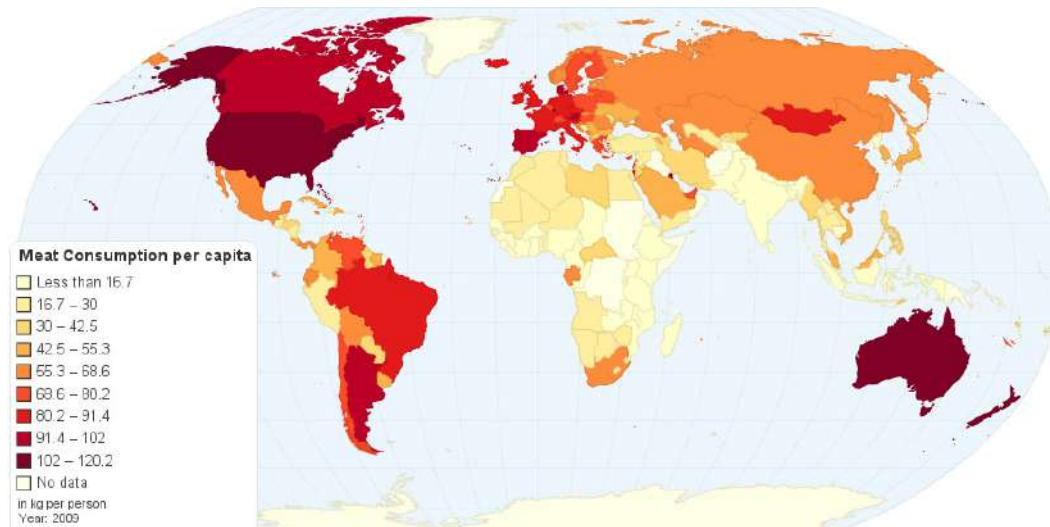 Meat Consumption per capita
Less than 16.7
16.7 – 30
30 – 42.5
42.5 – 55.3
55.3 – 68.6
68.6 – 80.2
80.2 – 91.4
91.4 – 102
102 – 120.2
No data
in kg per person
Year: 2009